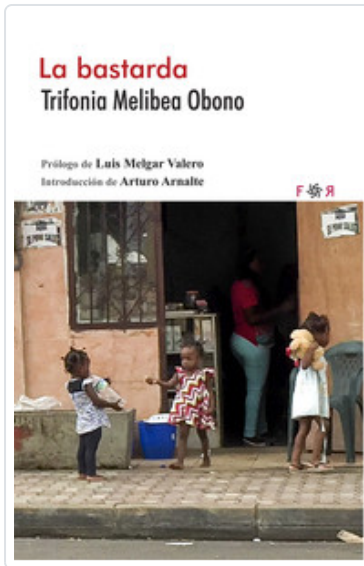 La bastarda
Trifonia Melibea Obono
Prólogo de Luis Melgar Valero
Introducción de Arturo Arnalte